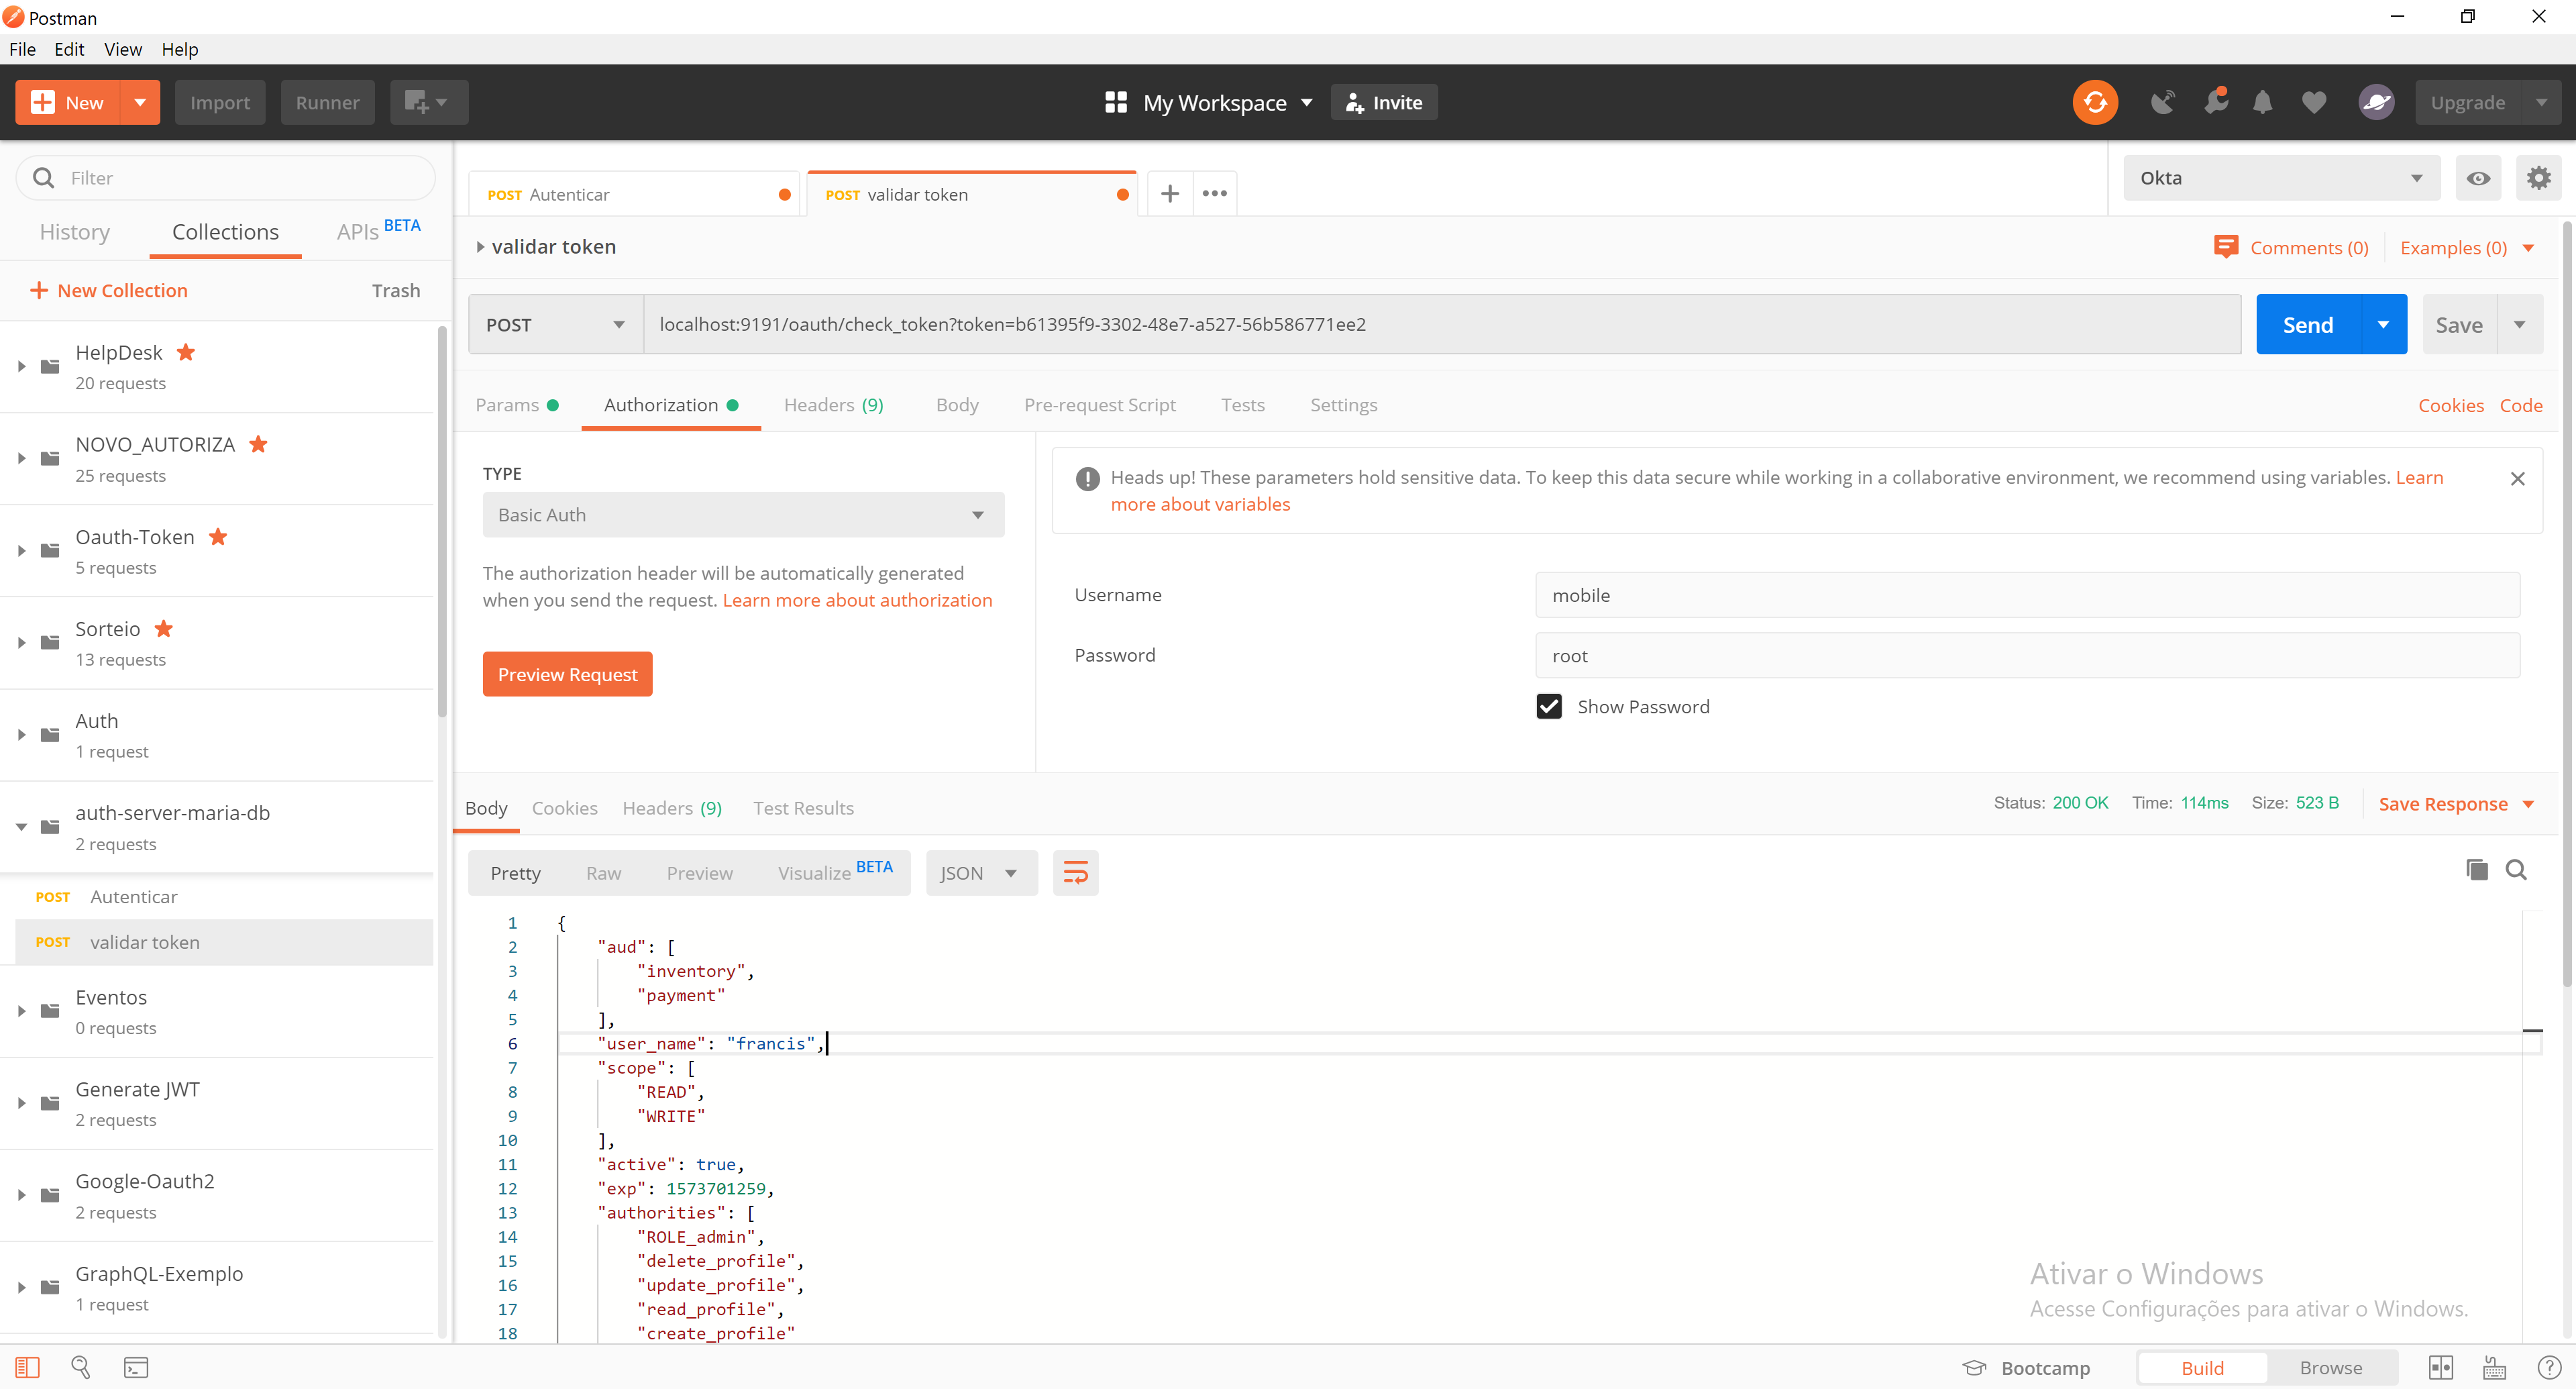 Postman
File Edit View Help
New Import Runner My Workspace Invite Upgrade
Filter
History Collections APIs BETA
New Collection Trash
HelpDesk
20 requests
NOVO_AUTORIZA
25 requests
Oauth-Token
5 requests
Sorteio
13 requests
Auth
1 request
auth-server-maria-db
2 requests
POST Autenticar
POST validar token
Eventos
0 requests
Generate JWT
2 requests
Google-Oauth2
2 requests
GraphQL-Exemplo
1 request
POST Autenticar POST validar token
Okta
validar token
Comments (0) Examples (0)
POST localhost:9191/oauth/check_token?token=b61395f9-3302-48e7-a527-56b586771ee2 Send Save
Params Authorization Headers (9) Body Pre-request Script Tests Settings Cookies Code
TYPE
Basic Auth
The authorization header will be automatically generated
when you send the request. Learn more about authorization
Preview Request
Heads up! These parameters hold sensitive data. To keep this data secure while working in a collaborative environment, we recommend using variables. Learn
more about variables
Username mobile
Password root
Show Password
Body Cookies Headers (9) Test Results Status: 200 OK Time: 114ms Size: 523 B Save Response
Pretty Raw Preview Visualize BETA JSON
1 {
2 "aud": [
3 "inventory",
4 "payment"
5 ],
6 "user_name": "francis",
7 "scope": [
8 "READ",
9 "WRITE"
10 ],
11 "active": true,
12 "exp": 1573701259,
13 "authorities": [
14 "ROLE_admin",
15 "delete_profile",
16 "update_profile",
17 "read_profile",
18 "create_profile"
Ativar o Windows
Acesse Configurações para ativar o Windows.
Bootcamp Build Browse